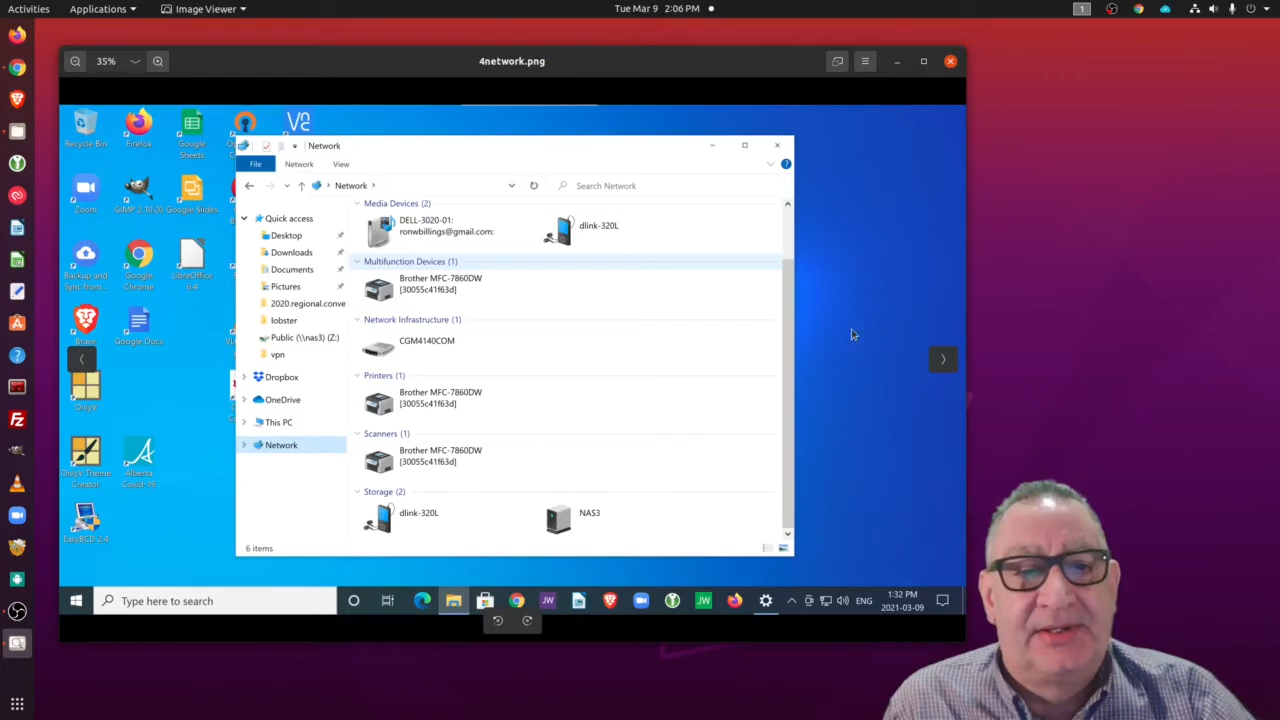 Activities
Applications
Image Viewer
Tue Mar 9 2:06 PM
1
35%
4network.png
Recycle Bin
Firefox
Google Sheets
Zoom
GIMP 2.10.20
Google Slides
Backup and Sync from...
Google Chrome
LibreOffice 6.4
Brave
Google Docs
OnlyV
OnlyV Theme Creator
Alberta Covid-19
EasyBCD 2.4
Network
File
Network
View
Network
Search Network
Quick access
Desktop
Downloads
Documents
Pictures
2020.regional.conve
lobster
Public (\\nas3) (Z:)
vpn
Dropbox
OneDrive
This PC
Network
Media Devices (2)
DELL-3020-01:
ronwbillings@gmail.com:
dlink-320L
Multifunction Devices (1)
Brother MFC-7860DW
[30055c41f63d]
Network Infrastructure (1)
CGM4140COM
Printers (1)
Brother MFC-7860DW
[30055c41f63d]
Scanners (1)
Brother MFC-7860DW
[30055c41f63d]
Storage (2)
dlink-320L
NAS3
6 items
Type here to search
JW
JW
ENG
1:32 PM
2021-03-09